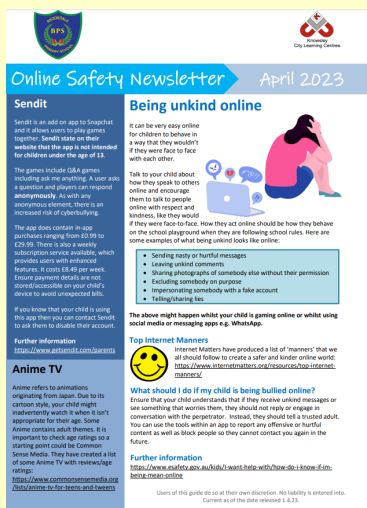 BPS
Knowsley
City Learning Centres
Online Safety Newsletter
April 2023
Sendit
Sendit is an add on app to Snapchat
and it allows users to play games
together. Sendit state on their
website that the app is not intended
for children under the age of 13.
The games include Q&A games
including ask me anything. A user asks
a question and players can respond
anonymously. As with any
anonymous element, there is an
increased risk of cyberbullying.
The app does contain in-app
purchases ranging from £0.99 to
£29.99. There is also a weekly
subscription service available, which
provides users with enhanced
features. It costs £8.49 per week.
Ensure payment details are not
stored/accessible on your child's
device to avoid unexpected bills.
If you know that your child is using
this app then you can contact Sendit
to ask them to disable their account.
Further information
https://www.getsendit.com/parents
Anime TV
Anime refers to animations
originating from Japan. Due to its
cartoon style, your child might
inadvertently watch it when it isn't
appropriate for their age. Some
Anime contains adult themes. It is
important to check age ratings so a
starting point could be Common
Sense Media. They have created a list
of some Anime TV with reviews/age
ratings:
https://www.commonsensemedia.org
/lists/anime-tv-for-teens-and-tweens
Being unkind online
It can be very easy online
for children to behave in
a way that they wouldn't
if they were face to face
with each other.
Talk to your child about
how they speak to others
online and encourage
them to talk to people
online with respect and
kindness, like they would
if they were face-to-face. How they act online should be how they behave
on the school playground when they are following school rules. Here are
some examples of what being unkind looks like online:
• Sending nasty or hurtful messages
• Leaving unkind comments
• Sharing photographs of somebody else without their permission
• Excluding somebody on purpose
• Impersonating somebody with a fake account
• Telling/sharing lies
The above might happen whilst your child is gaming online or whilst using
social media/messaging apps e.g. WhatsApp.
Top Internet Manners
Internet Matters have produced a list of 'manners' that we
all should follow to create a safer and kinder online world:
https://www.internetmatters.org/resources/top-internet-
manners/
What should I do if my child is being bullied online?
Ensure that your child understands that if they receive unkind messages or
see something that worries them, they should not reply or engage in
conversation with the perpetrator. Instead, they should tell a trusted adult.
You can use the tools within an app to report any offensive or hurtful
content as well as block people so they cannot contact you again in the
future.
Further information
https://www.esafety.gov.au/kids/I-want-help-with/how-do-i-know-if-im-
being-mean-online
Users of this guide do so at their own discretion. No liability is entered into.
Current as of the date released 1.4.23.